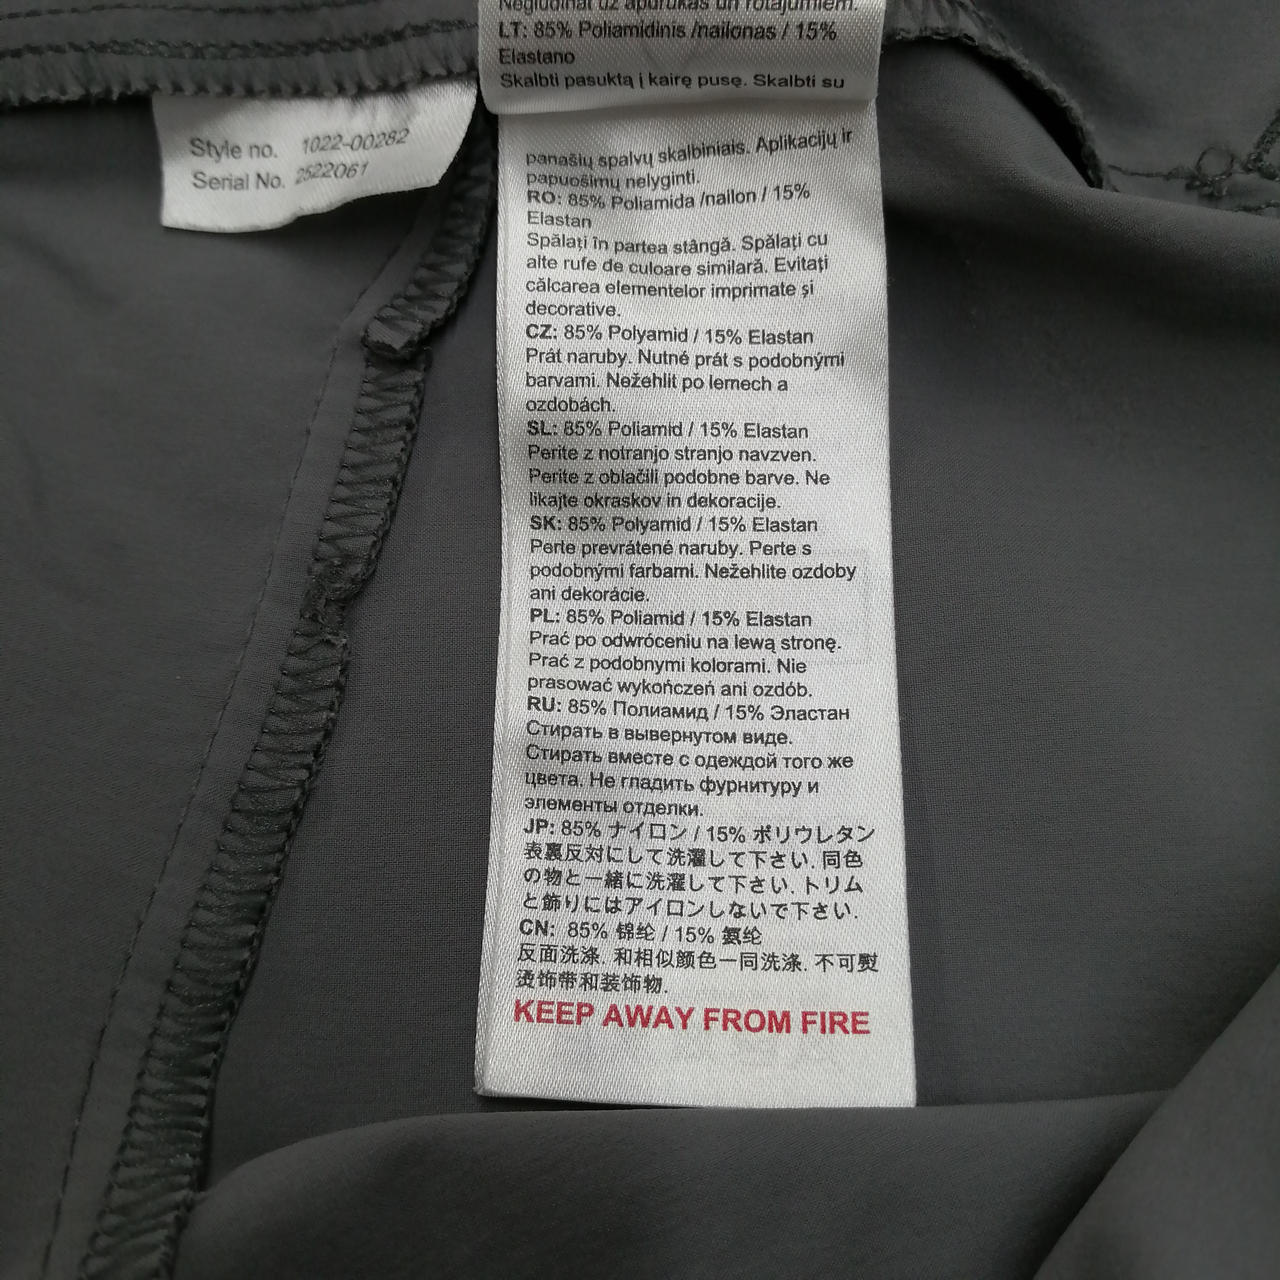 Negludināt uz apdrukas un rotājumiem.
LT: 85% Poliamidinis /nailonas / 15%
Elastano
Skalbti pasuktą į kairę pusę. Skalbti su
Style no. 1022-00282
Serial No. 2522061
panašių spalvų skalbiniais. Aplikacijų ir
papuošimų nelyginti.
RO: 85% Poliamida /nailon / 15%
Elastan
Spălați în partea stângă. Spălați cu
alte rufe de culoare similară. Evitați
călcarea elementelor imprimate și
decorative.
CZ: 85% Polyamid / 15% Elastan
Prát naruby. Nutné prát s podobnými
barvami. Nežehlit po lemech a
ozdobách.
SL: 85% Poliamid / 15% Elastan
Perite z notranjo stranjo navzven.
Perite z oblačili podobne barve. Ne
likajte okraskov in dekoracije.
SK: 85% Polyamid / 15% Elastan
Perte prevrátené naruby. Perte s
podobnými farbami. Nežehlite ozdoby
ani dekorácie.
PL: 85% Poliamid / 15% Elastan
Prać po odwróceniu na lewą stronę.
Prać z podobnymi kolorami. Nie
prasować wykończeń ani ozdób.
RU: 85% Полиамид / 15% Эластан
Стирать в вывернутом виде.
Стирать вместе с одеждой того же
цвета. Не гладить фурнитуру и
элементы отделки.
JP: 85% ナイロン / 15% ポリウレタン
表裏反対にして洗濯して下さい. 同色
の物と一緒に洗濯して下さい. トリム
と飾りにはアイロンしないで下さい.
CN: 85% 锦纶 / 15% 氨纶
反面洗涤. 和相似颜色一同洗涤. 不可熨
烫饰带和装饰物.
KEEP AWAY FROM FIRE